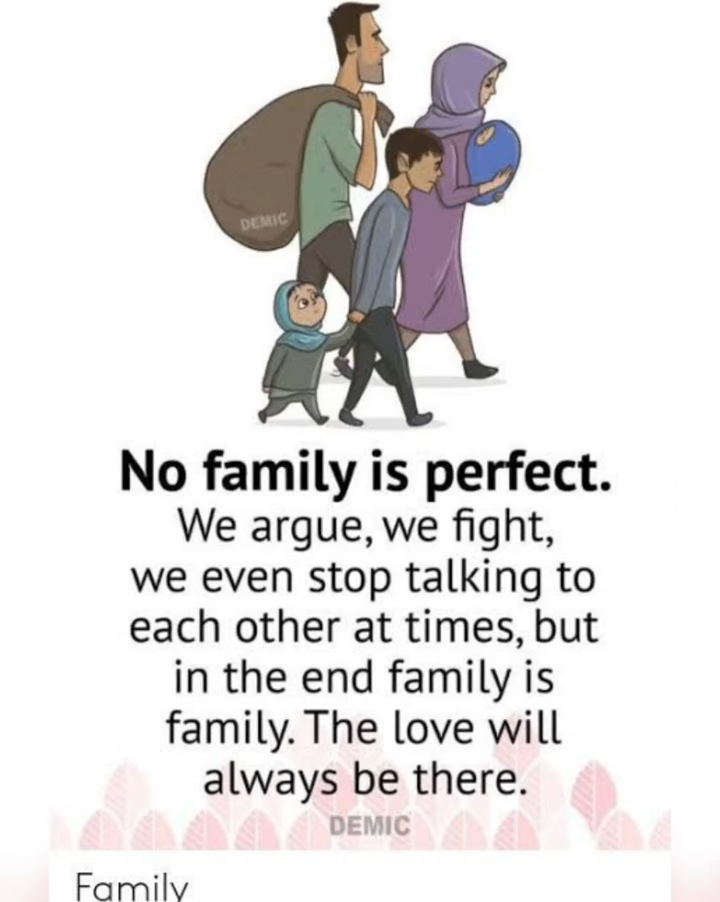 DEMIC
No family is perfect.
We argue, we fight,
we even stop talking to
each other at times, but
in the end family is
family. The love will
always be there.
DEMIC
Family